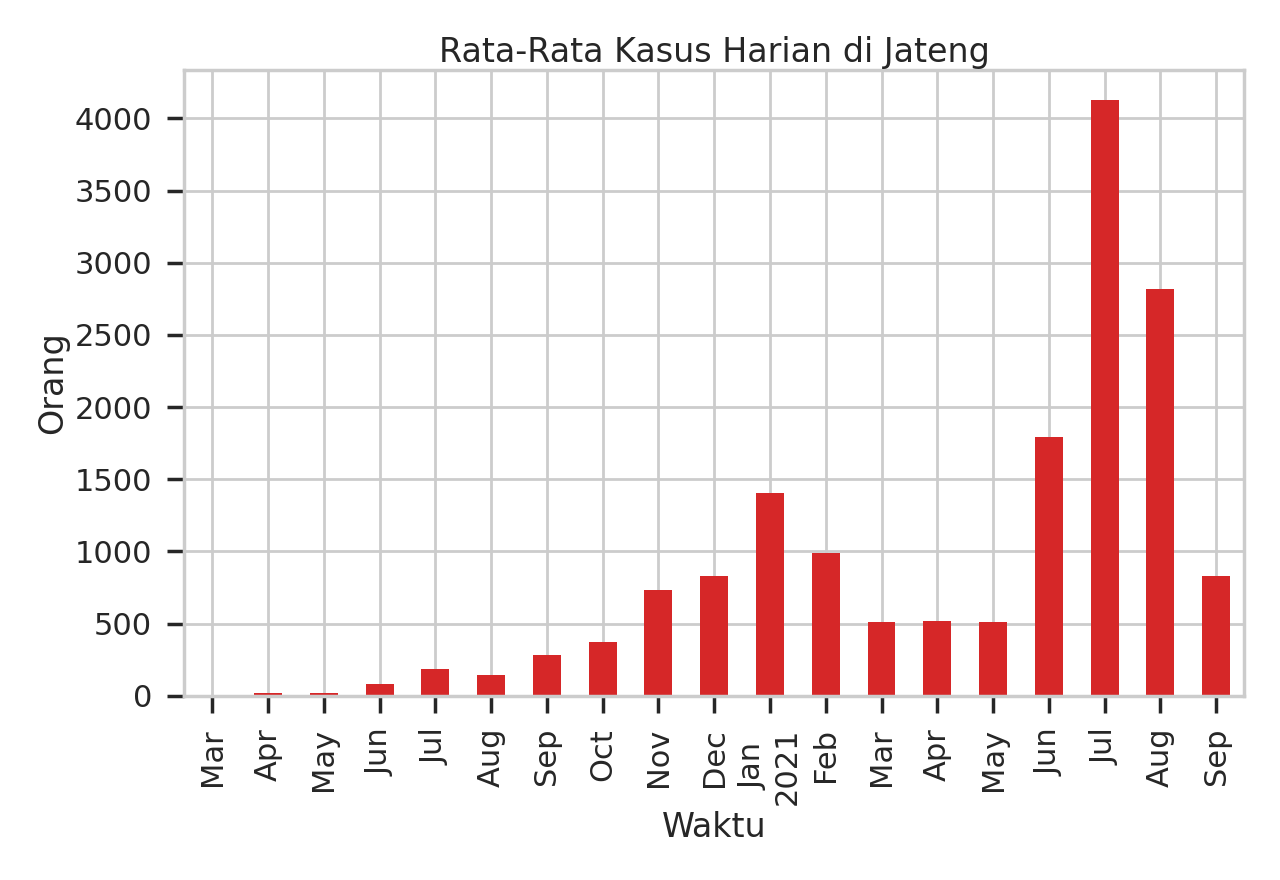 Rata-Rata Kasus Harian di Jateng
4000
3500
3000
2500
2000
1500
1000
500
0
Orang
Mar
Apr
May
Jun
Jul
Aug
Sep
Oct
Nov
Dec
Jan
2021
Feb
Mar
Apr
May
Jun
Jul
Aug
Sep
Waktu